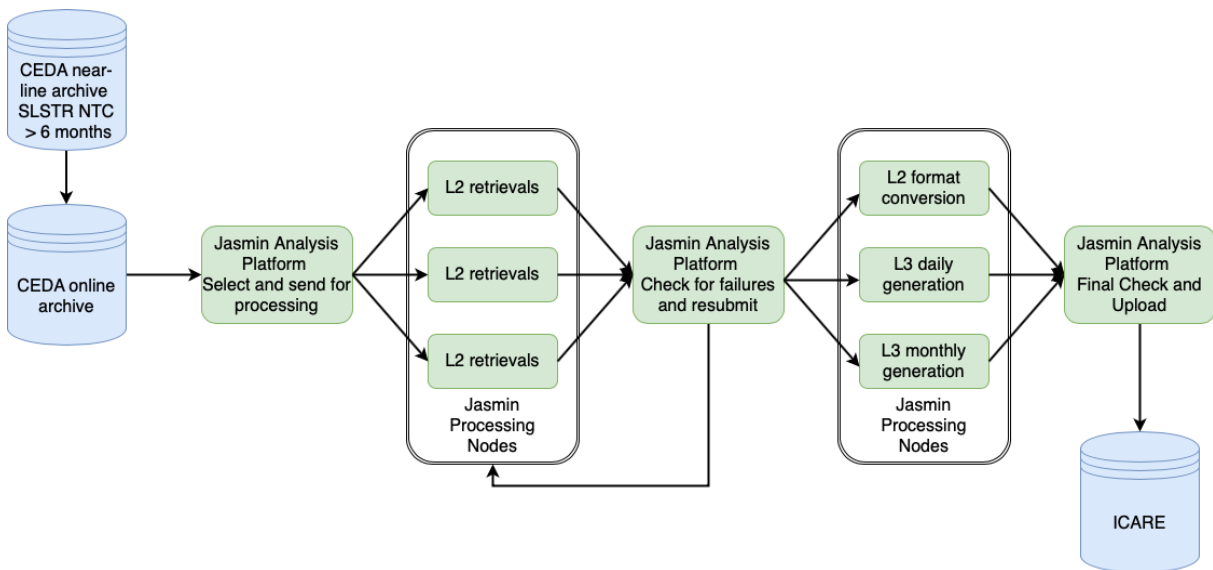 CEDA near-
line archive
SLSTR NTC
> 6 months
CEDA online
archive
Jasmin Analysis
Platform
Select and send for
processing
L2 retrievals
L2 retrievals
L2 retrievals
Jasmin
Processing
Nodes
Jasmin Analysis
Platform
Check for failures
and resubmit
L2 format
conversion
L3 daily
generation
L3 monthly
generation
Jasmin
Processing
Nodes
Jasmin Analysis
Platform
Final Check and
Upload
ICARE